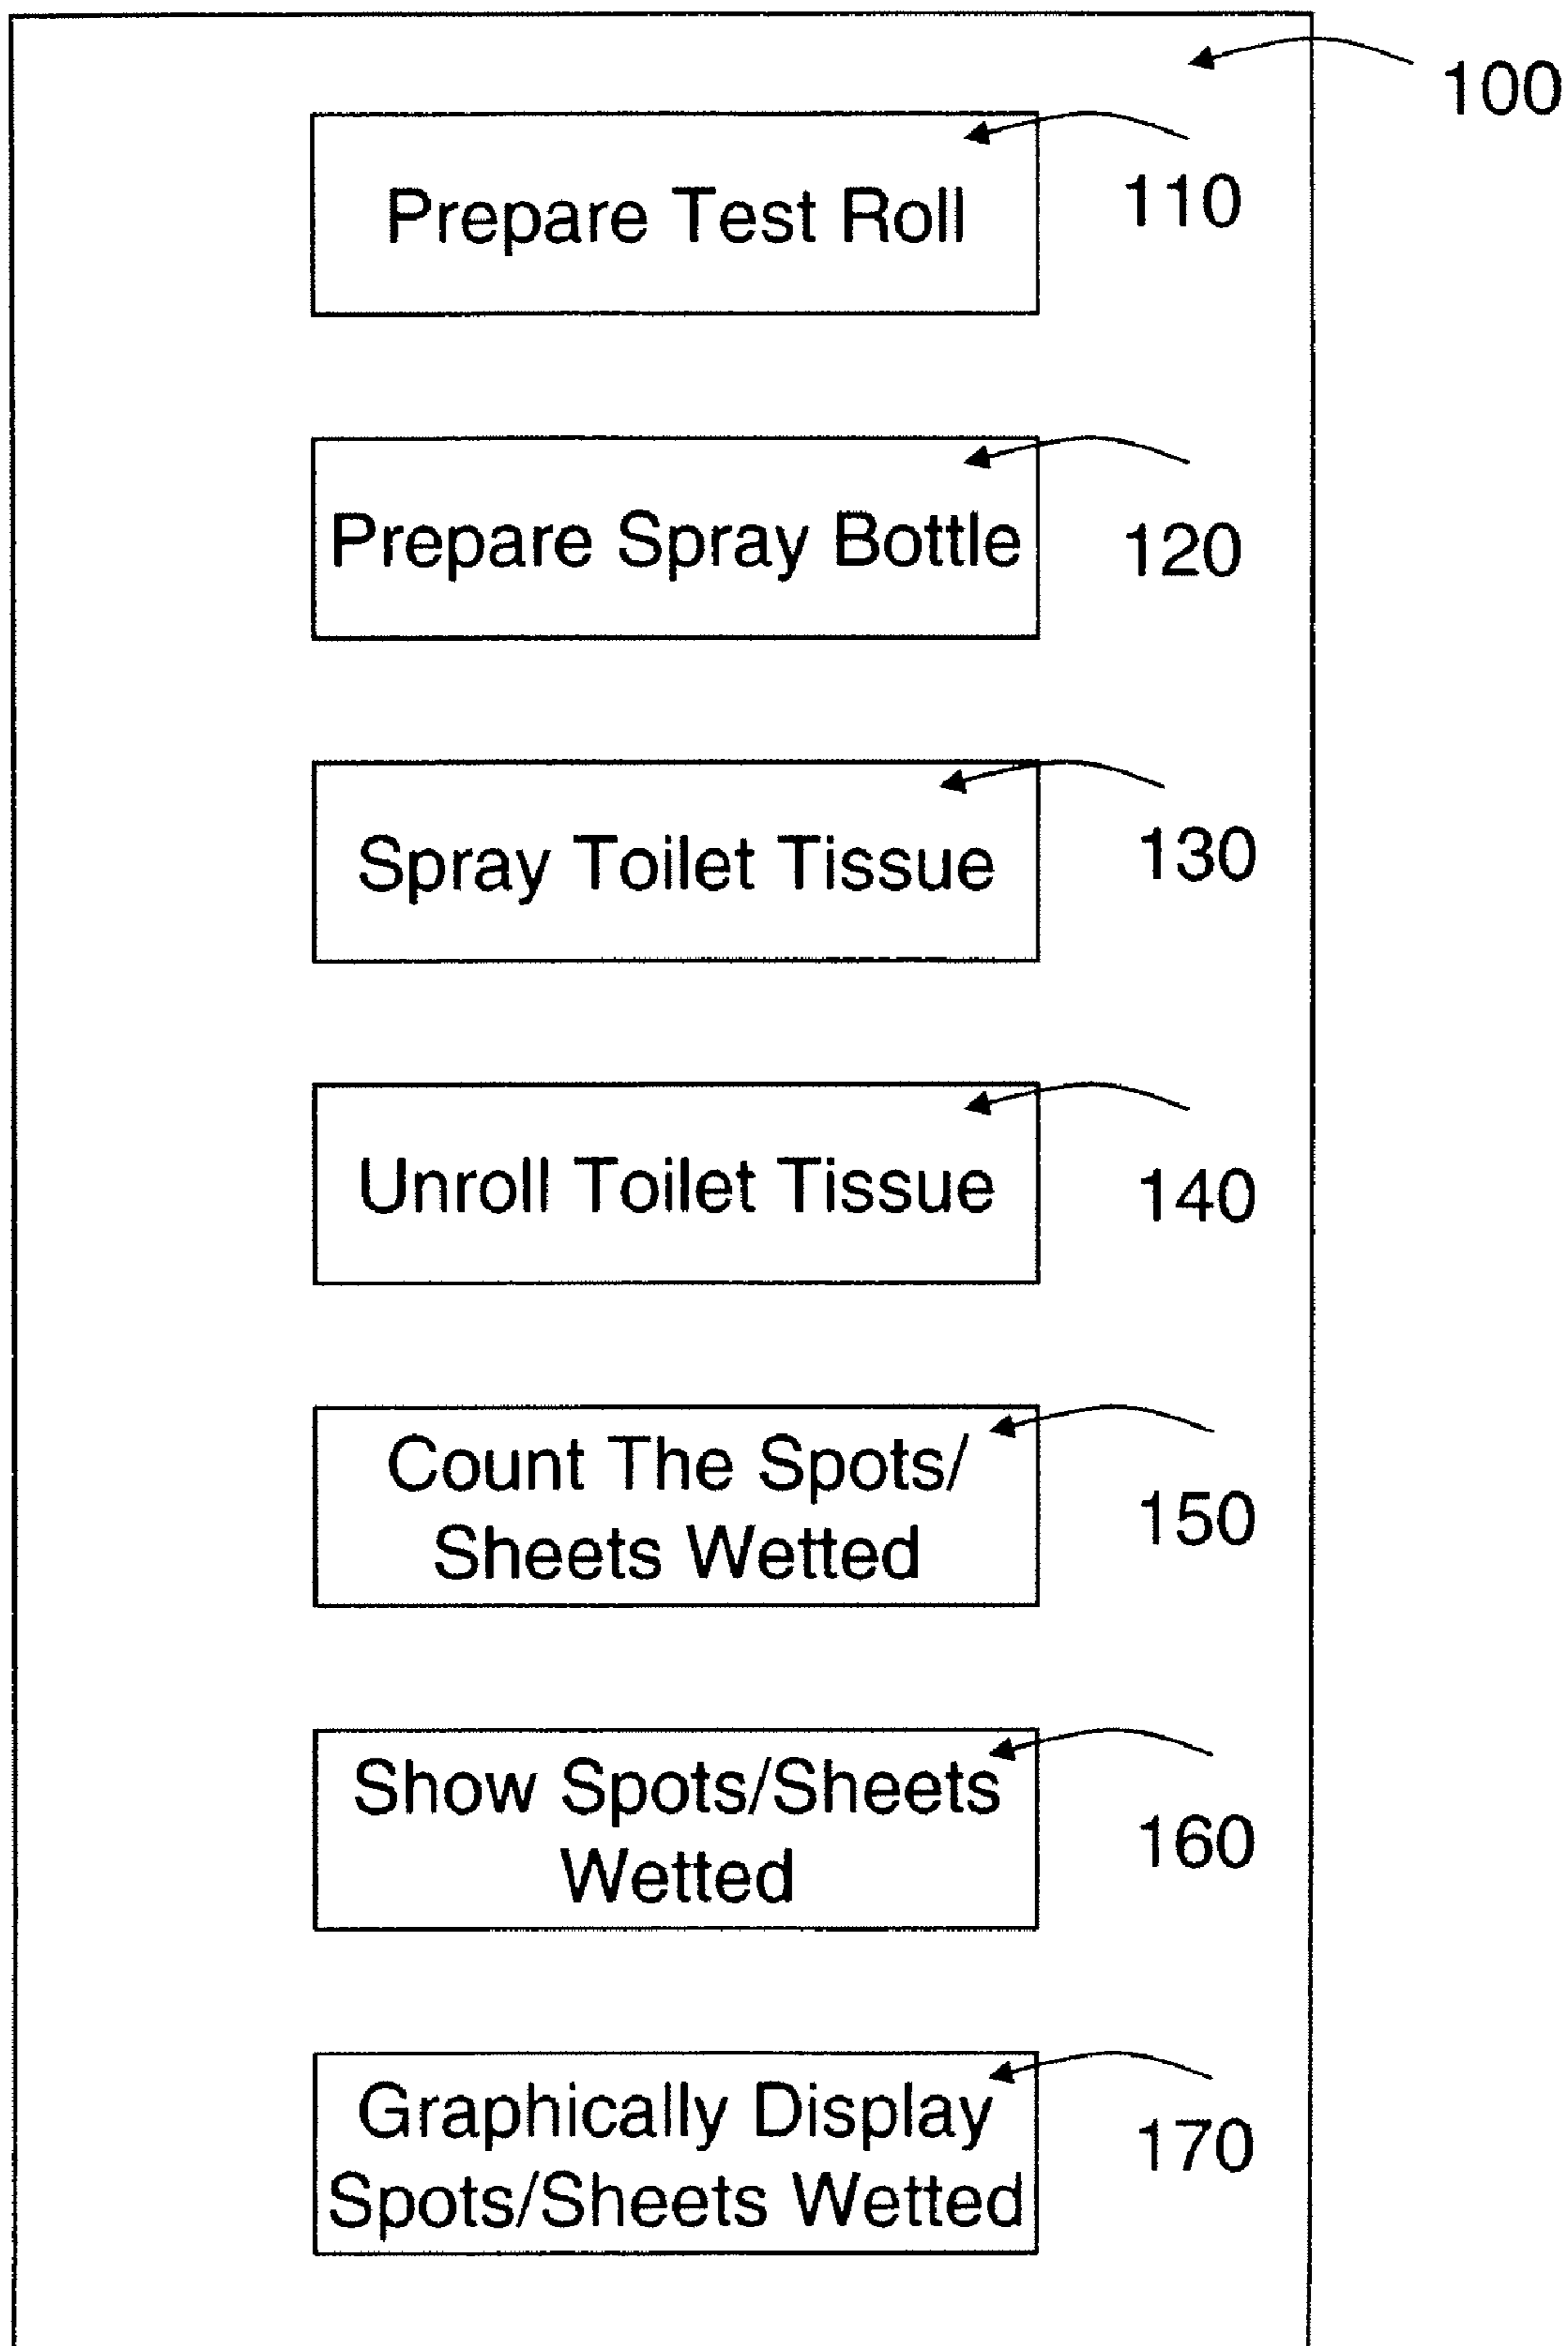 100
Prepare Test Roll
110
Prepare Spray Bottle
120
Spray Toilet Tissue
130
Unroll Toilet Tissue
140
Count The Spots/
Sheets Wetted
150
Show Spots/Sheets
Wetted
160
Graphically Display
Spots/Sheets Wetted
170